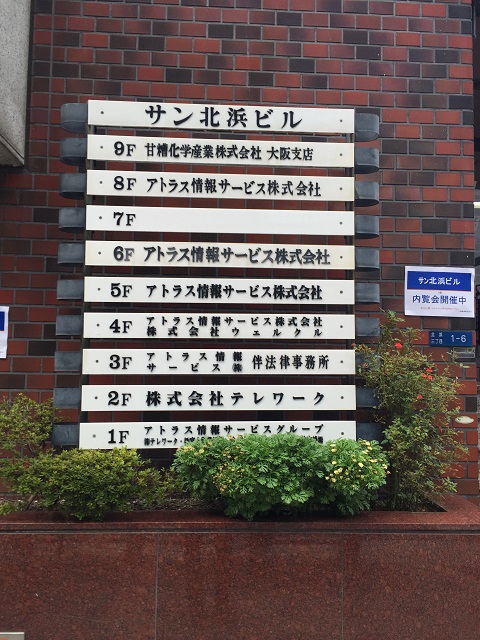 サン北浜ビル
9F 甘糟化学産業株式会社 大阪支店
8F アトラス情報サービス株式会社
7F
6F アトラス情報サービス株式会社
5F アトラス情報サービス株式会社
4F アトラス情報サービス株式会社
株式会社ウェルクル
3F アトラス情報
サービス㈱ 伴法律事務所
2F 株式会社テレワーク
1F アトラス情報サービスグループ
㈱テレワーク・
サン北浜ビル
内覧会開催中
1-6